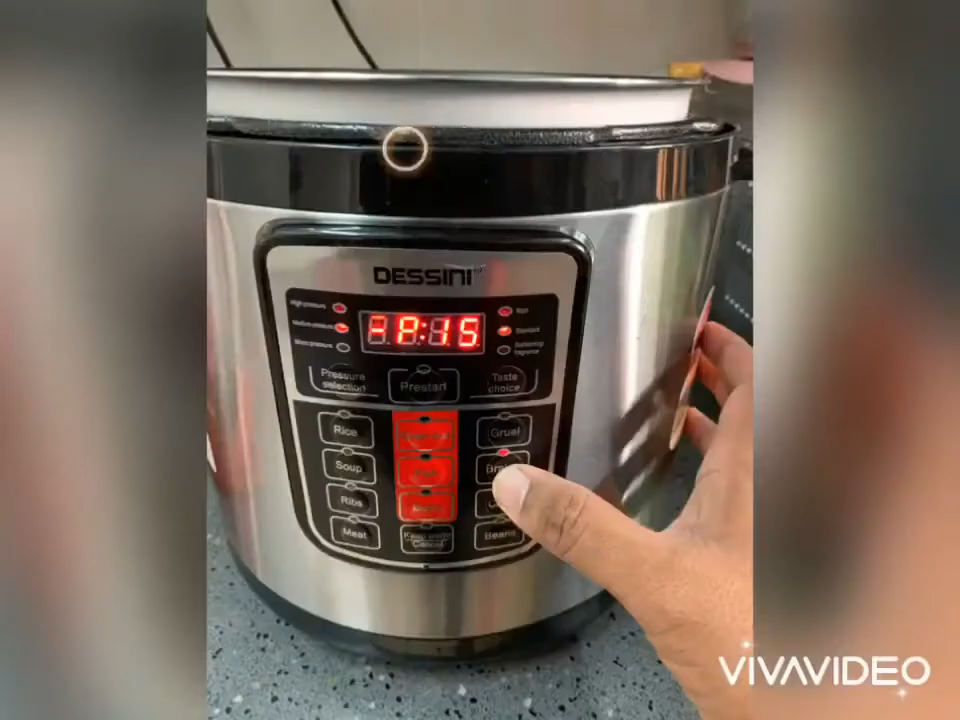 DESSINI
High pressure
Medium pressure
Micro pressure
-P:15
Standard
Pressure
selection
Prestart
Taste
choice
Rice
Gruel
Soup
Ribs
Meat
Cancel
Beans
VIVAVIDEO